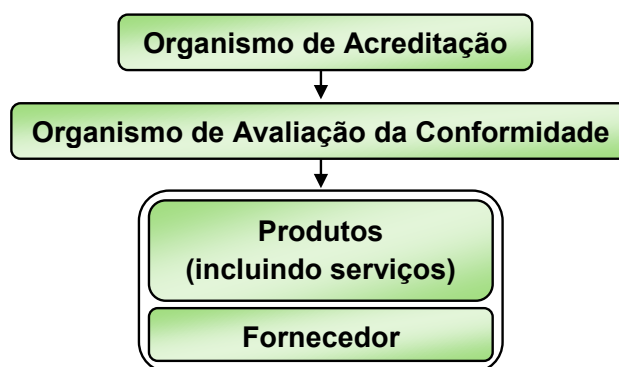 Organismo de Acreditação
Organismo de Avaliação da Conformidade
Produtos
(incluindo serviços)
Fornecedor